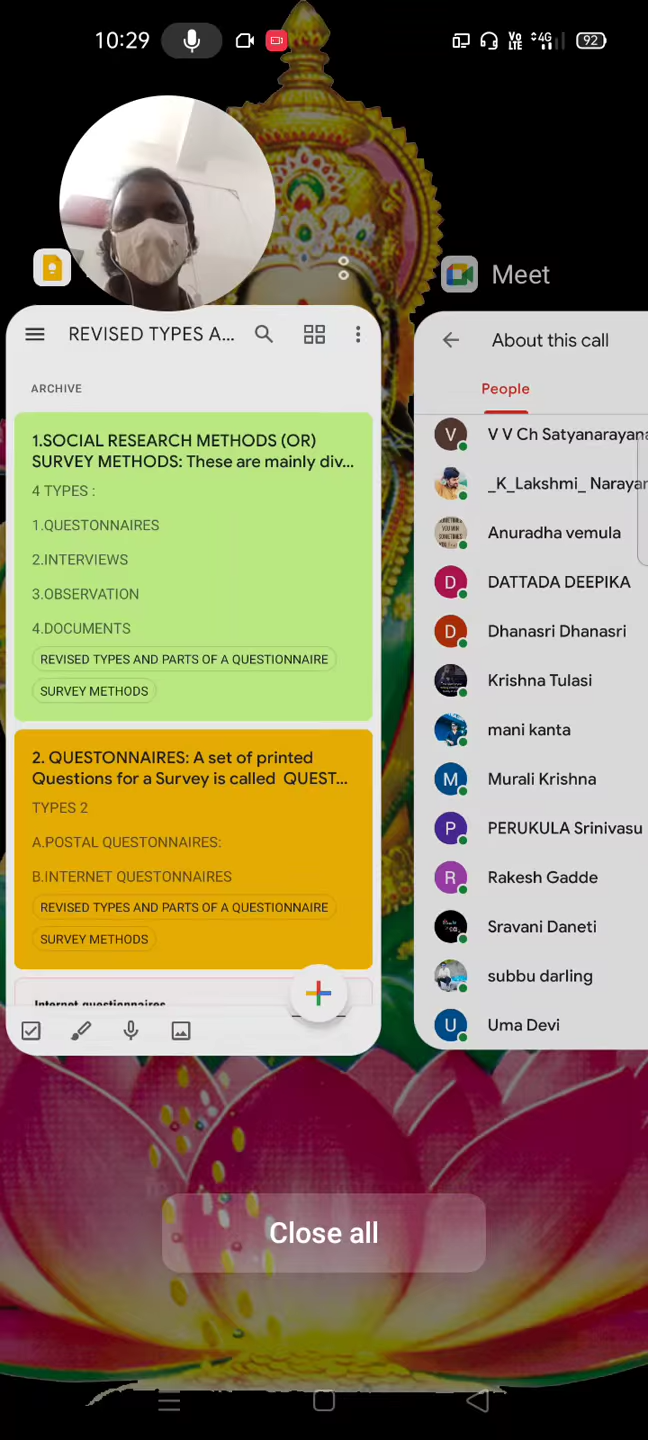 10:29
Vo LTE 4G 92
Meet
REVISED TYPES A...
ARCHIVE
1.SOCIAL RESEARCH METHODS (OR)
SURVEY METHODS: These are mainly div...
4 TYPES :
1.QUESTONNAIRES
2.INTERVIEWS
3.OBSERVATION
4.DOCUMENTS
REVISED TYPES AND PARTS OF A QUESTIONNAIRE
SURVEY METHODS
2. QUESTONNAIRES: A set of printed
Questions for a Survey is called QUEST...
TYPES 2
A.POSTAL QUESTONNAIRES:
B.INTERNET QUESTONNAIRES
REVISED TYPES AND PARTS OF A QUESTIONNAIRE
SURVEY METHODS
Internet questionnaires
About this call
People
V V Ch Satyanarayana
_K_Lakshmi_ Narayan
Anuradha vemula
D DATTADA DEEPIKA
D Dhanasri Dhanasri
Krishna Tulasi
mani kanta
M Murali Krishna
P PERUKULA Srinivasu
R Rakesh Gadde
Sravani Daneti
subbu darling
U Uma Devi
Close all